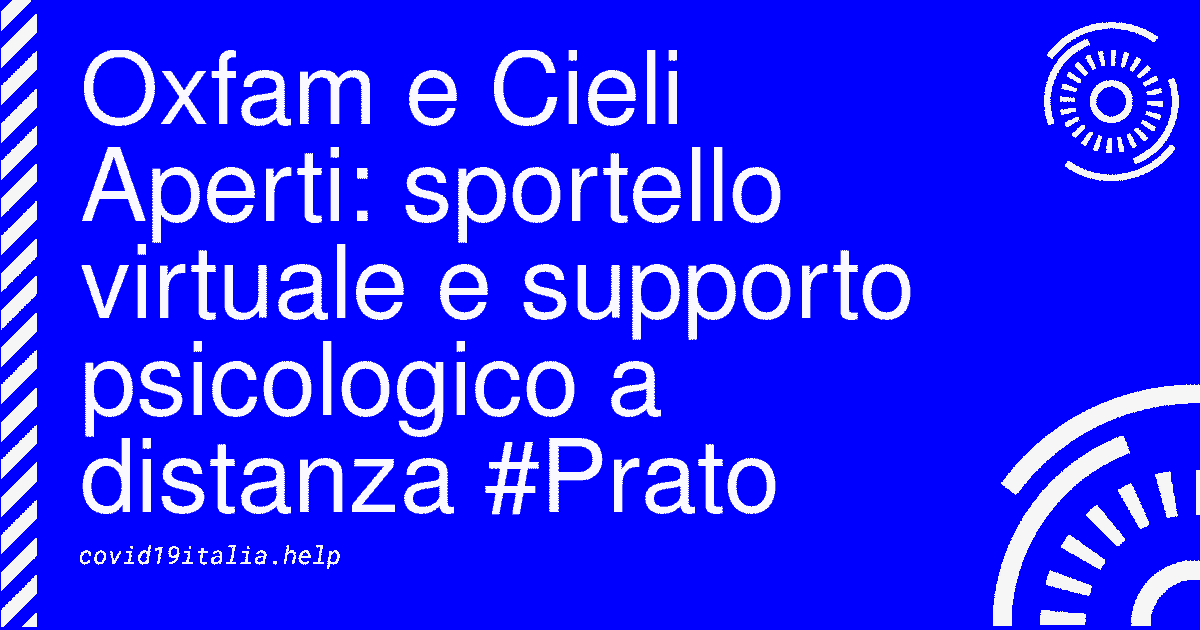 Oxfam e Cieli
Aperti: sportello
virtuale e supporto
psicologico a
distanza #Prato
covid19italia.help